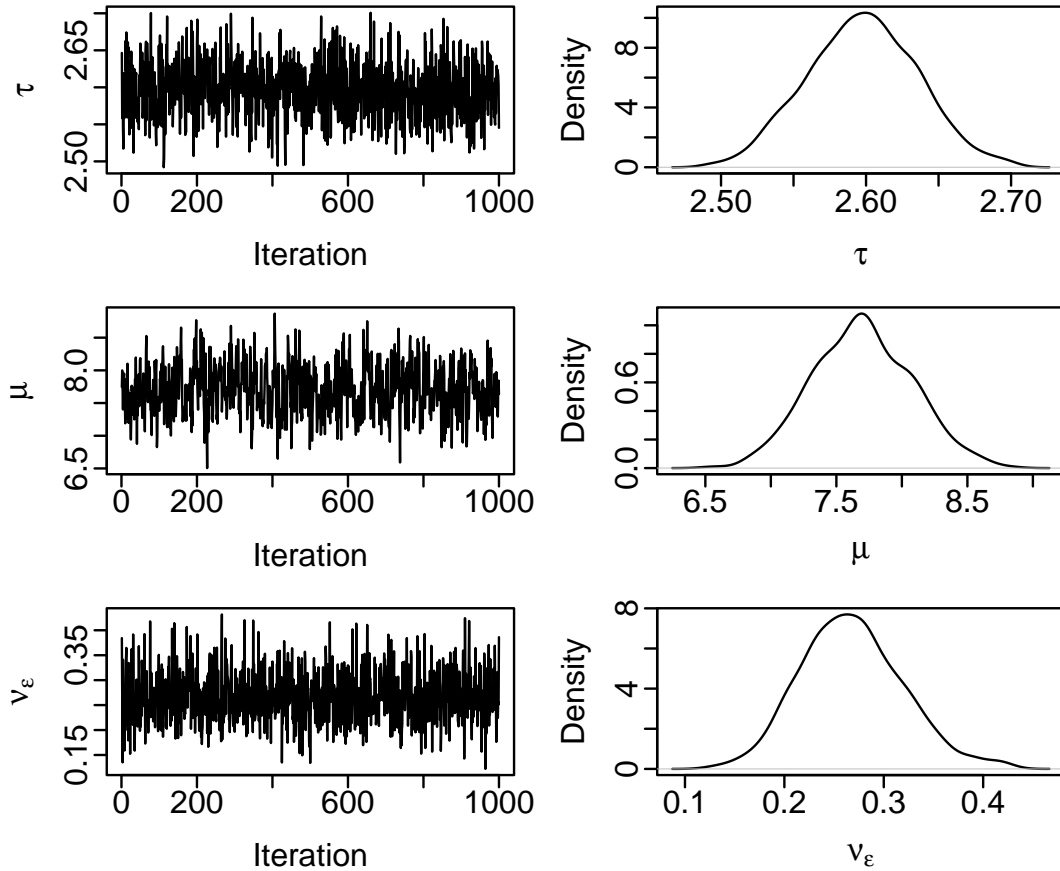 2.50 2.65
τ
0 200 600 1000
Iteration
0 4 8
Density
2.50 2.60 2.70
τ
6.5 8.0
μ
0 200 600 1000
Iteration
0.0 0.6
Density
6.5 7.5 8.5
μ
0.15 0.35
νε
0 200 600 1000
Iteration
0 4 8
Density
0.1 0.2 0.3 0.4
νε